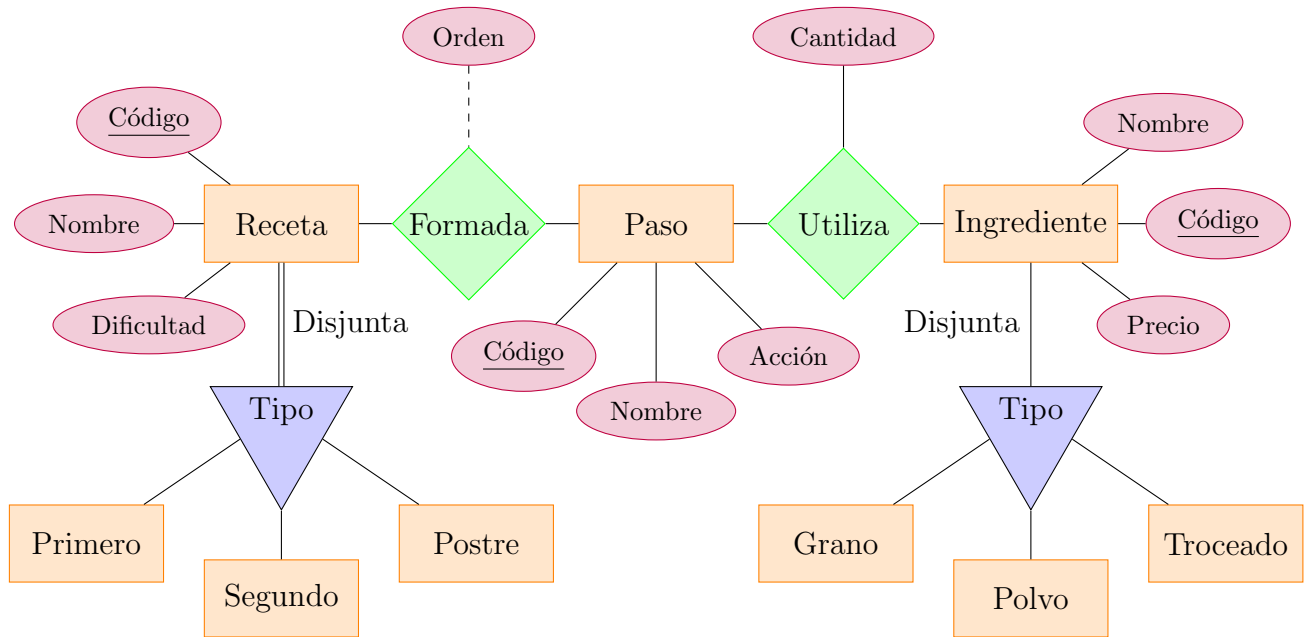 Orden
Cantidad
Código
Nombre
Nombre
Receta
Formada
Paso
Utiliza
Ingrediente
Código
Dificultad
Disjunta
Disjunta
Precio
Código
Acción
Nombre
Tipo
Tipo
Primero
Postre
Grano
Troceado
Segundo
Polvo